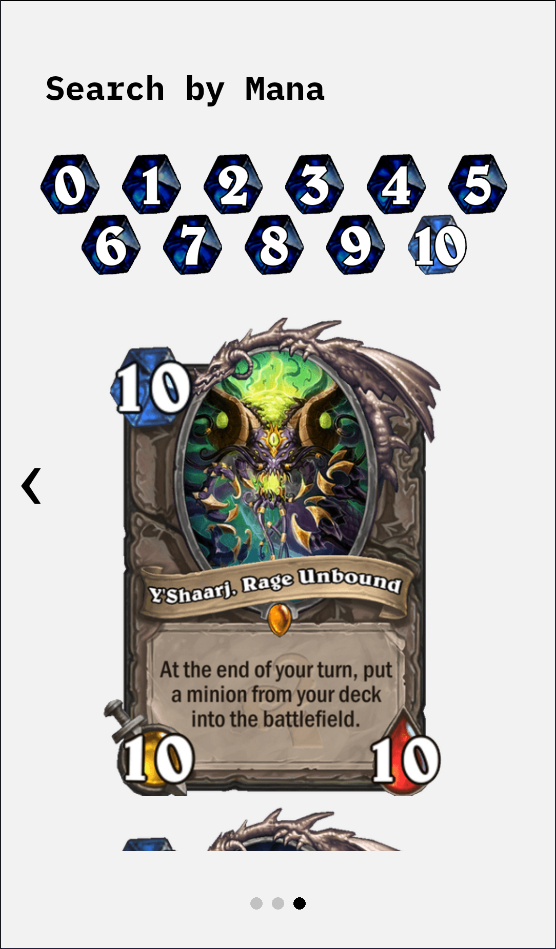 Search by Mana
0 1 2 3 4 5
6 7 8 9 10
10
Y'Shaarj, Rage Unbound
At the end of your turn, put
a minion from your deck
into the battlefield.
10 10